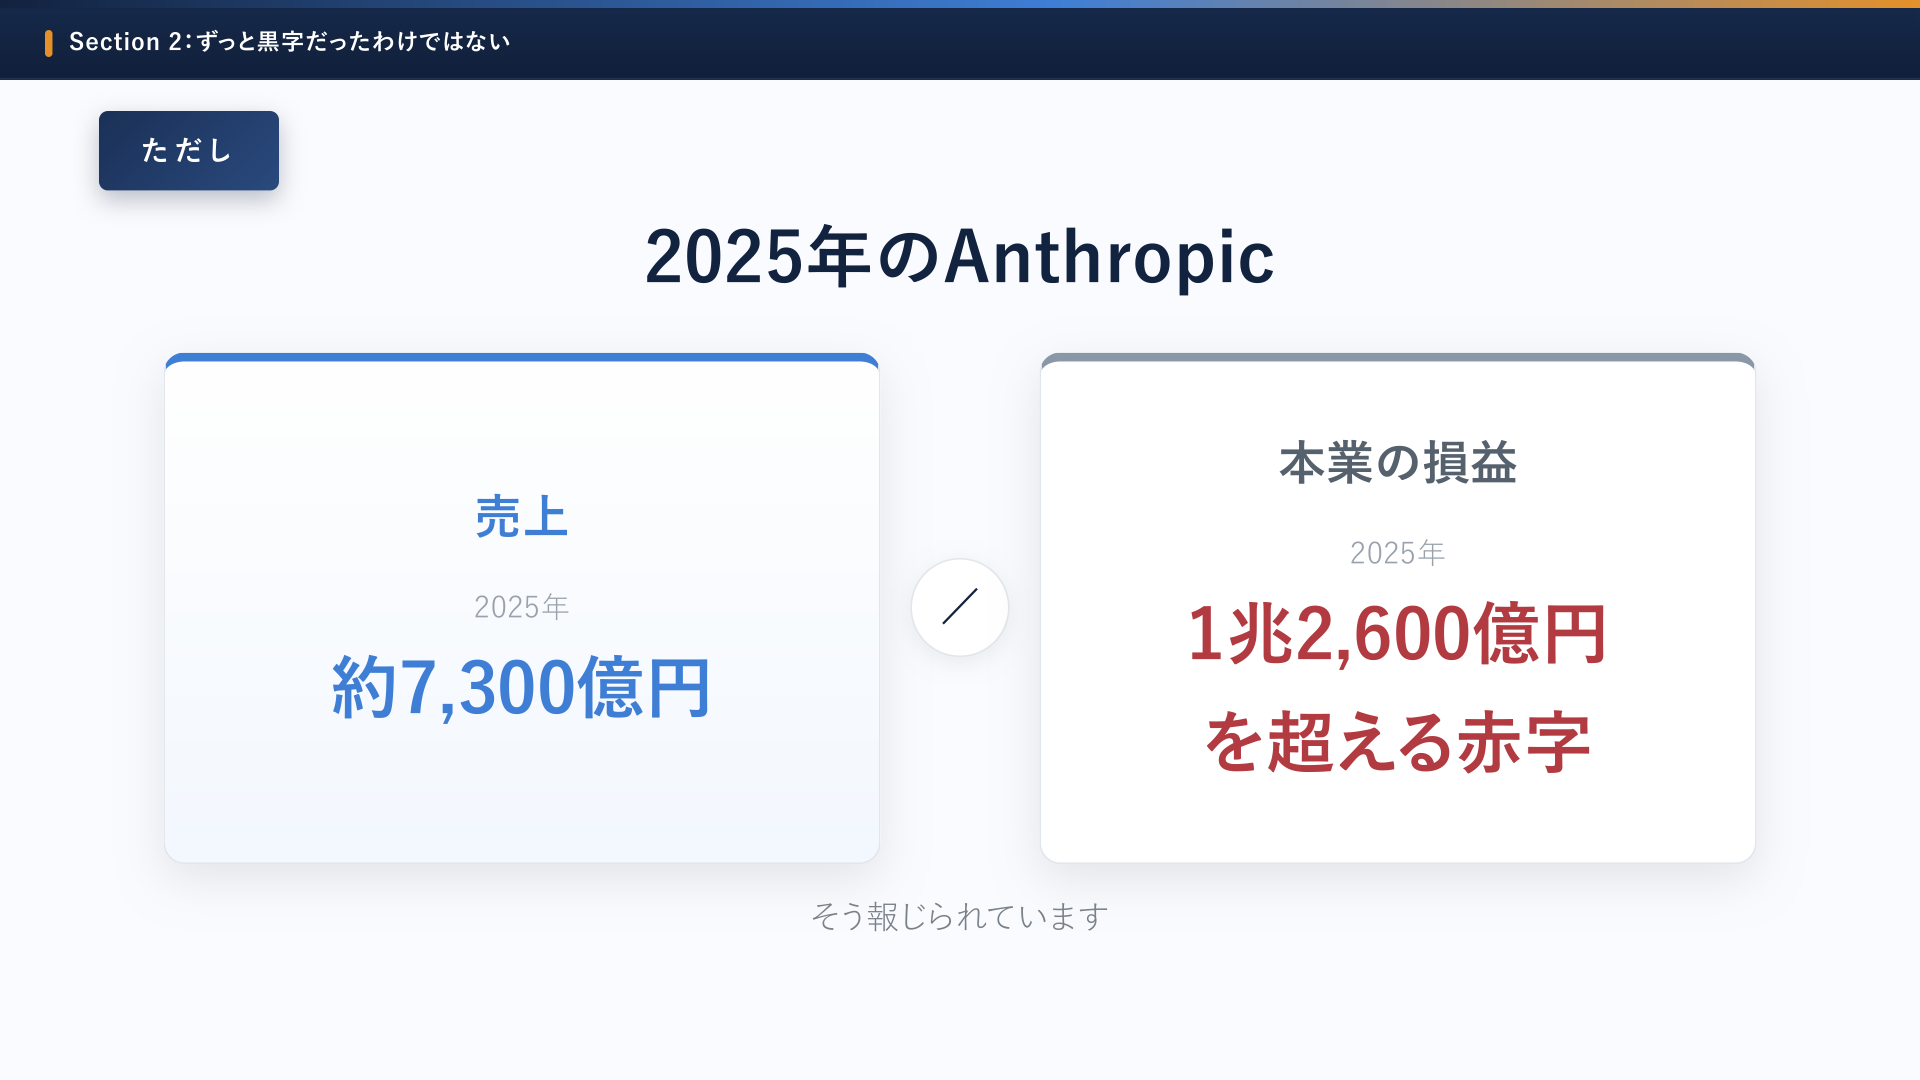 Section 2：ずっと黒字だったわけではない
ただし
2025年のAnthropic
売上
2025年
約7,300億円
／
本業の損益
2025年
1兆2,600億円
を超える赤字
そう報じられています